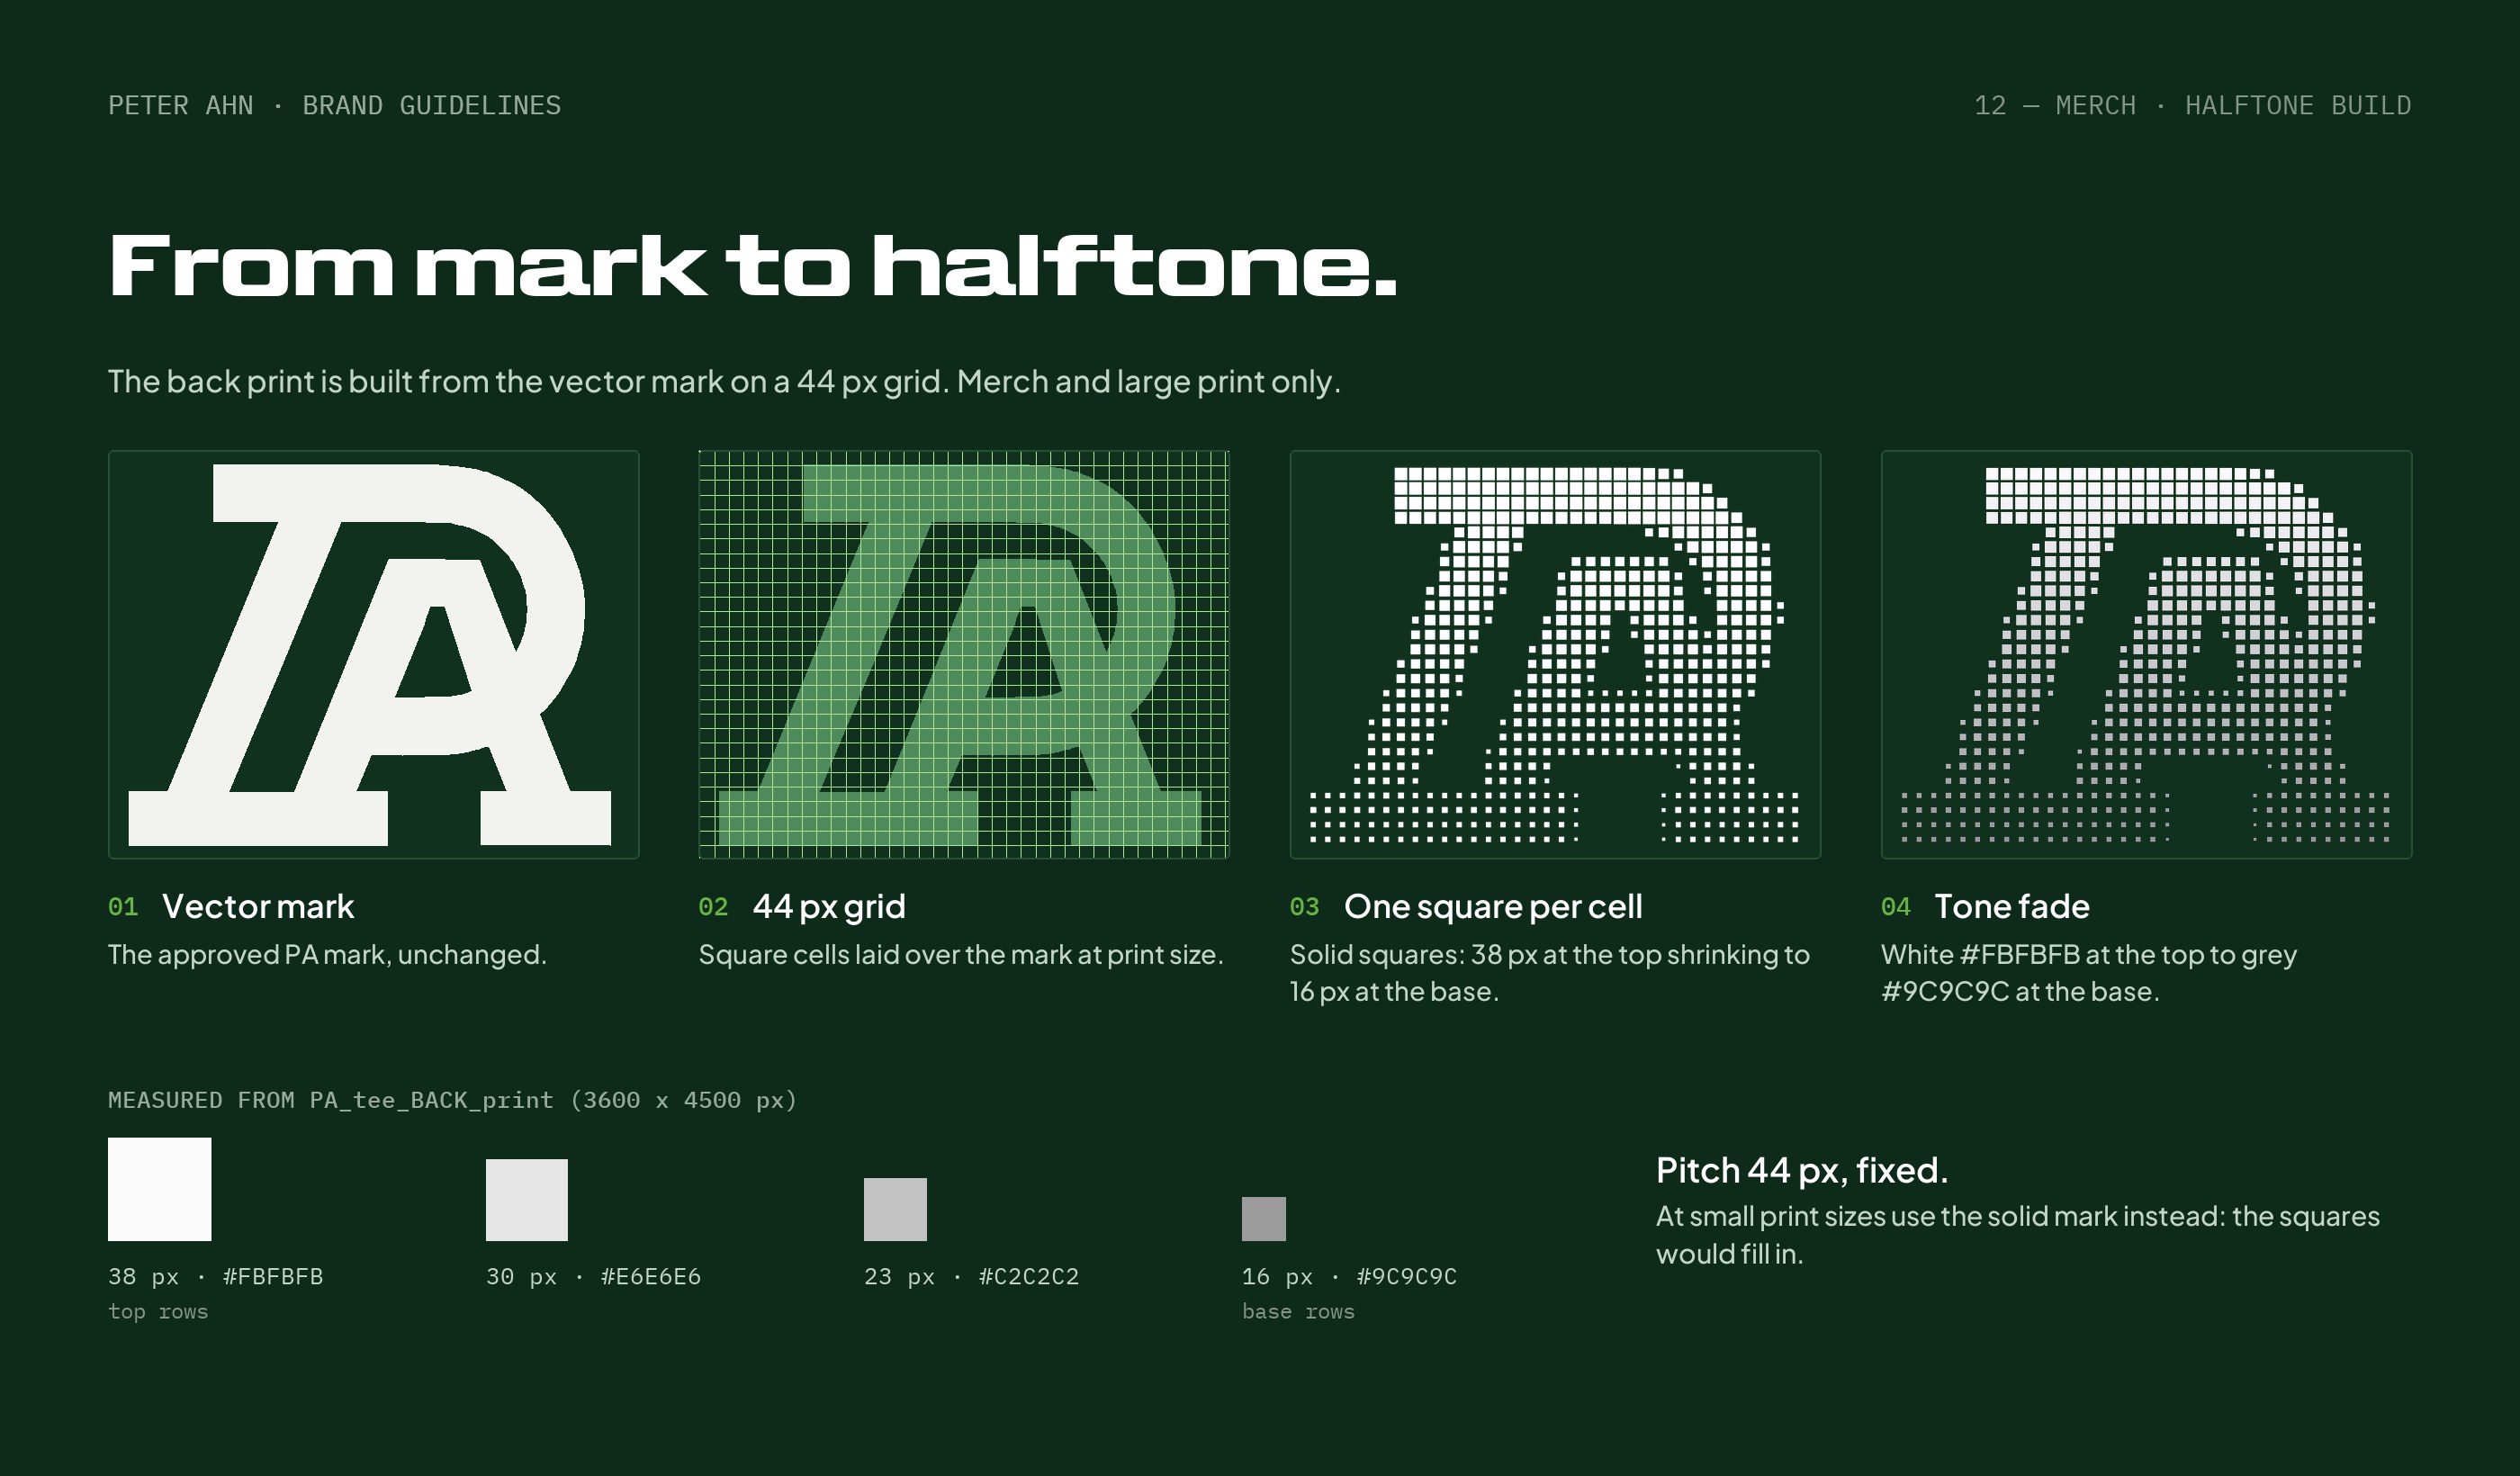 PETER AHN · BRAND GUIDELINES
12 — MERCH · HALFTONE BUILD
From mark to halftone.
The back print is built from the vector mark on a 44 px grid. Merch and large print only.
01 Vector mark
The approved PA mark, unchanged.
02 44 px grid
Square cells laid over the mark at print size.
03 One square per cell
Solid squares: 38 px at the top shrinking to
16 px at the base.
04 Tone fade
White #FBFBFB at the top to grey
#9C9C9C at the base.
MEASURED FROM PA_tee_BACK_print (3600 x 4500 px)
38 px · #FBFBFB
top rows
30 px · #E6E6E6
23 px · #C2C2C2
16 px · #9C9C9C
base rows
Pitch 44 px, fixed.
At small print sizes use the solid mark instead: the squares
would fill in.